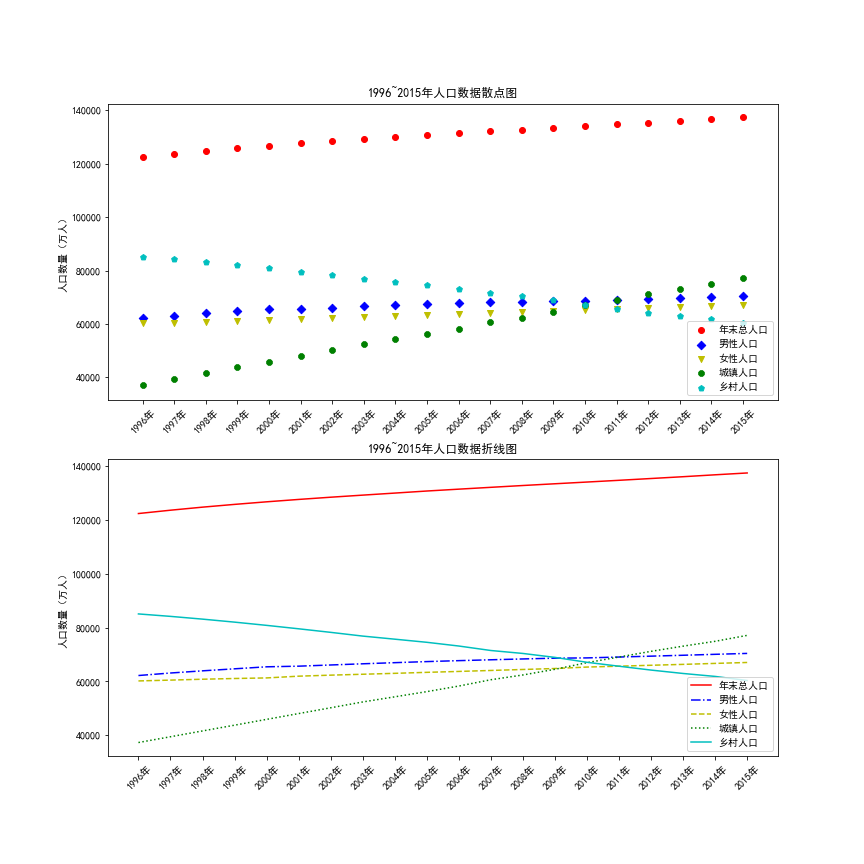 1996~2015年人口数据散点图
140000
120000
100000
80000
60000
40000
人口数量（万人）
年末总人口
男性人口
女性人口
城镇人口
乡村人口
1996年
1997年
1998年
1999年
2000年
2001年
2002年
2003年
2004年
2005年
2006年
2007年
2008年
2009年
2010年
2011年
2012年
2013年
2014年
2015年
1996~2015年人口数据折线图
140000
120000
100000
80000
60000
40000
人口数量（万人）
年末总人口
男性人口
女性人口
城镇人口
乡村人口
1996年
1997年
1998年
1999年
2000年
2001年
2002年
2003年
2004年
2005年
2006年
2007年
2008年
2009年
2010年
2011年
2012年
2013年
2014年
2015年